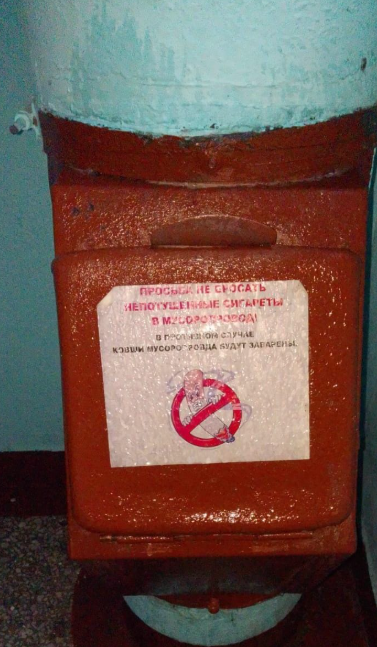 ПРОСЬБА НЕ БРОСАТЬ
НЕПОТУШЕННЫЕ СИГАРЕТЫ
В МУСОРОПРОВОД!
В ПРОТИВНОМ СЛУЧАЕ
КОВШИ МУСОРОПРОВОДА БУДУТ ЗАВАРЕНЫ.